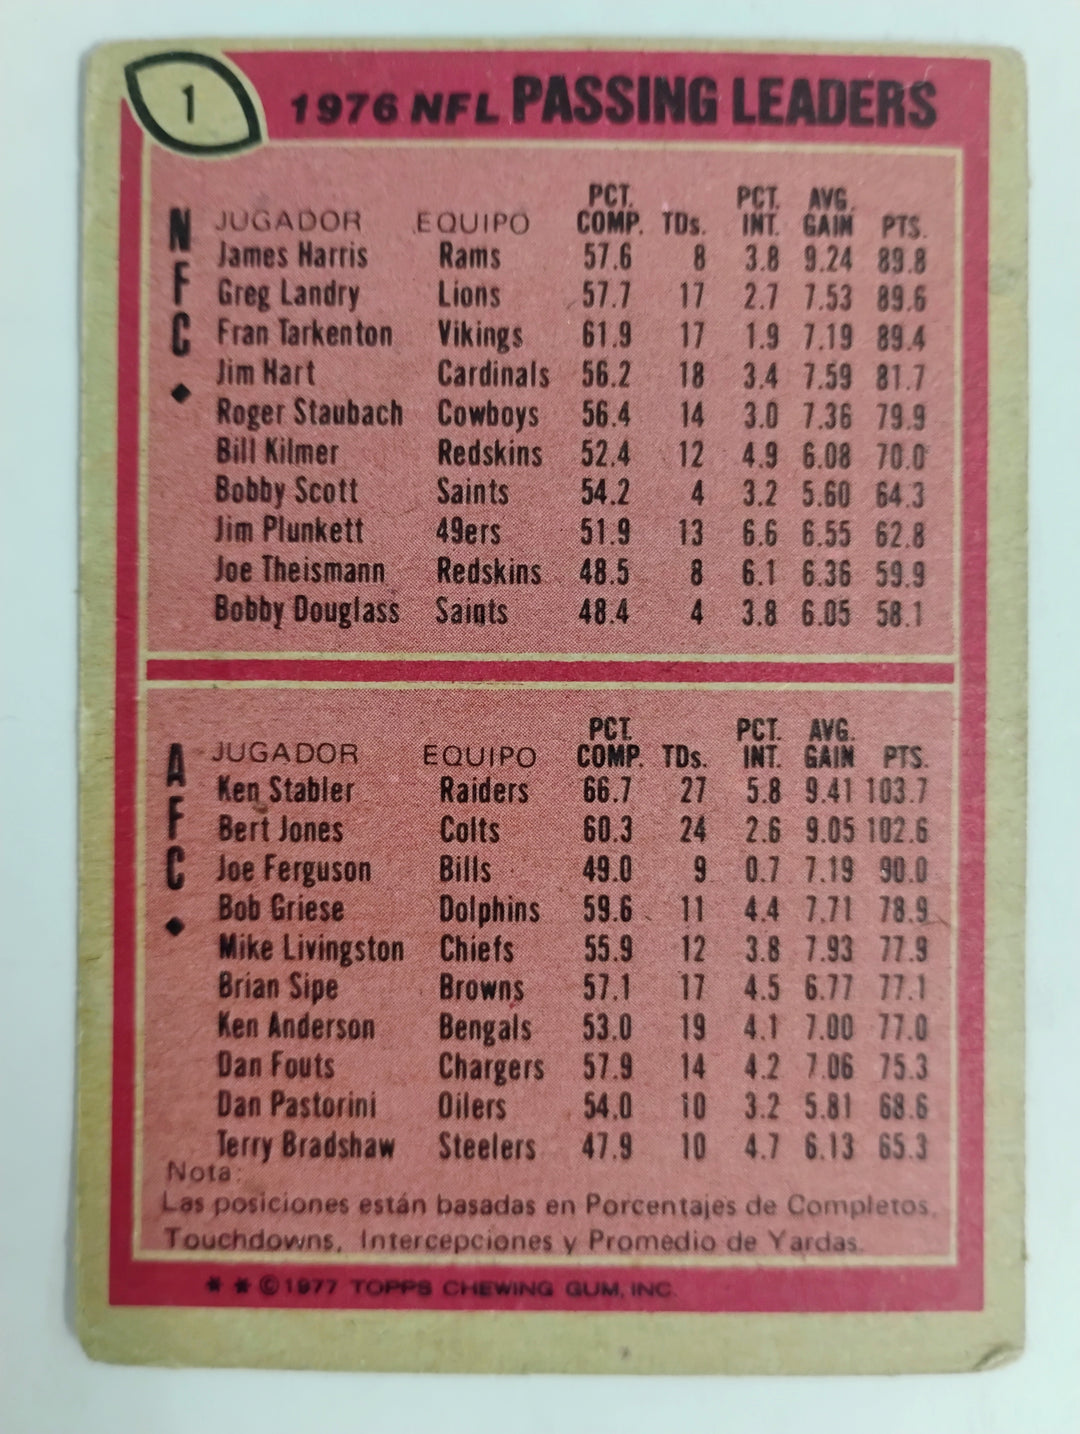 1
1976 NFL PASSING LEADERS
NFC
JUGADOR EQUIPO PCT. COMP. TDs. PCT. INT. AVG. GAIN PTS.
James Harris Rams 57.6 8 3.8 9.24 89.8
Greg Landry Lions 57.7 17 2.7 7.53 89.6
Fran Tarkenton Vikings 61.9 17 1.9 7.19 89.4
Jim Hart Cardinals 56.2 18 3.4 7.59 81.7
Roger Staubach Cowboys 56.4 14 3.0 7.36 79.9
Bill Kilmer Redskins 52.4 12 4.9 6.08 70.0
Bobby Scott Saints 54.2 4 3.2 5.60 64.3
Jim Plunkett 49ers 51.9 13 6.6 6.55 62.8
Joe Theismann Redskins 48.5 8 6.1 6.36 59.9
Bobby Douglass Saints 48.4 4 3.8 6.05 58.1
AFC
JUGADOR EQUIPO PCT. COMP. TDs. PCT. INT. AVG. GAIN PTS.
Ken Stabler Raiders 66.7 27 5.8 9.41 103.7
Bert Jones Colts 60.3 24 2.6 9.05 102.6
Joe Ferguson Bills 49.0 9 0.7 7.19 90.0
Bob Griese Dolphins 59.6 11 4.4 7.71 78.9
Mike Livingston Chiefs 55.9 12 3.8 7.93 77.9
Brian Sipe Browns 57.1 17 4.5 6.77 77.1
Ken Anderson Bengals 53.0 19 4.1 7.00 77.0
Dan Fouts Chargers 57.9 14 4.2 7.06 75.3
Dan Pastorini Oilers 54.0 10 3.2 5.81 68.6
Terry Bradshaw Steelers 47.9 10 4.7 6.13 65.3
Nota:
Las posiciones están basadas en Porcentajes de Completos,
Touchdowns, Intercepciones y Promedio de Yardas.
* * ©1977 TOPPS CHEWING GUM, INC.